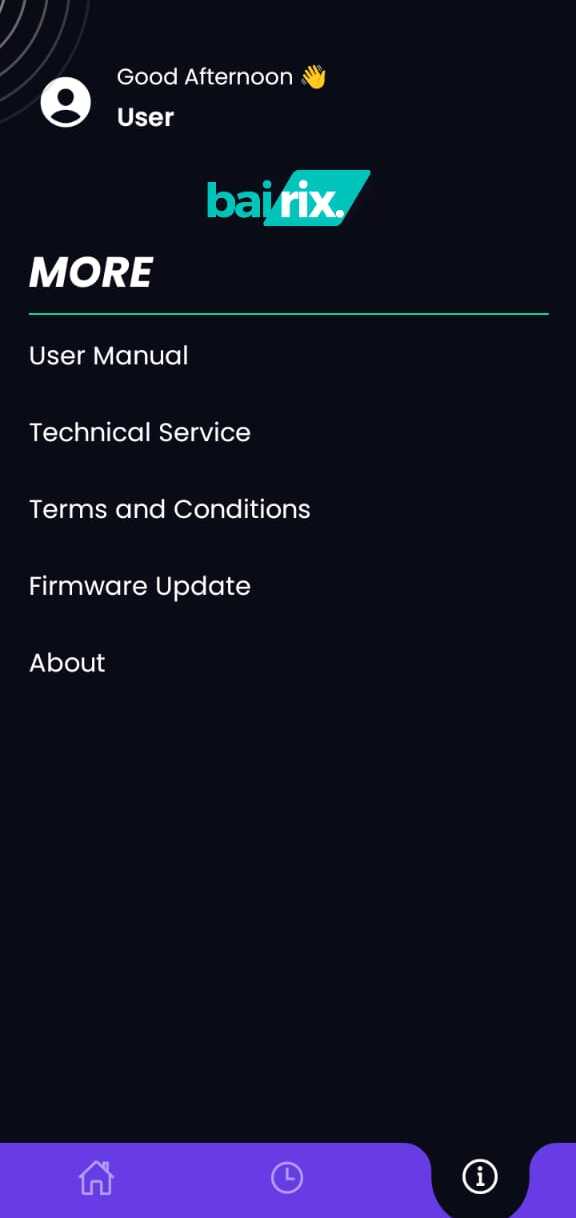 Good Afternoon 👋
User
bairix.
MORE
User Manual
Technical Service
Terms and Conditions
Firmware Update
About